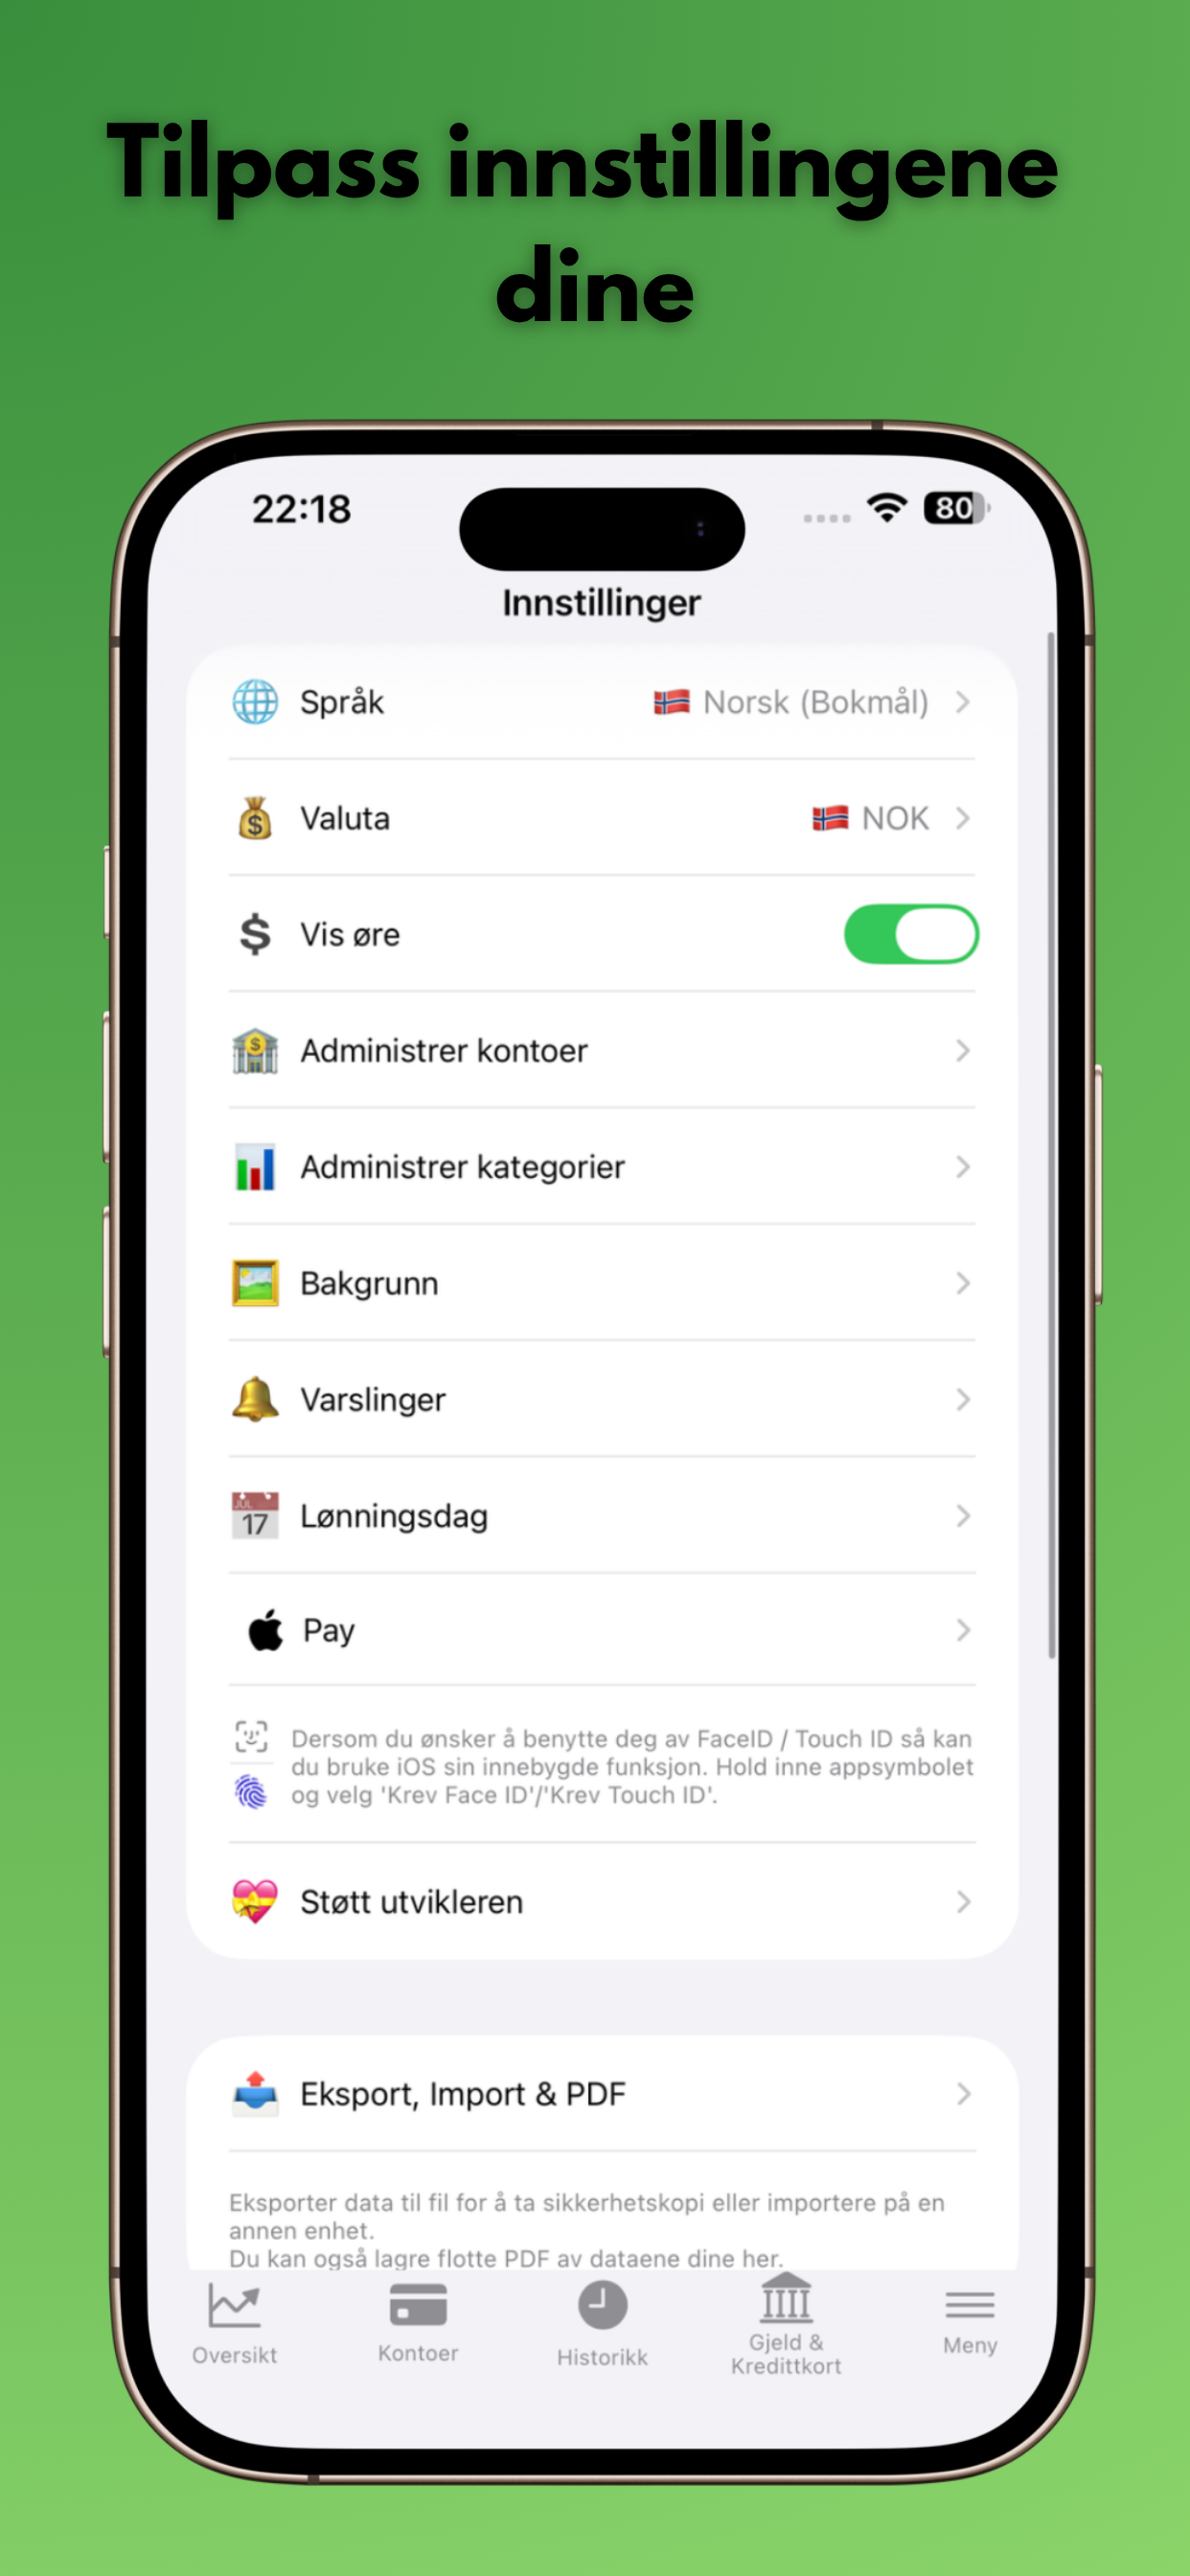 Tilpass innstillingene
dine
22:18
80
Innstillinger
Språk
Norsk (Bokmål)
Valuta
NOK
Vis øre
Administrer kontoer
Administrer kategorier
Bakgrunn
Varslinger
JUL
17
Lønningsdag
Pay
Dersom du ønsker å benytte deg av FaceID / Touch ID så kan
du bruke iOS sin innebygde funksjon. Hold inne appsymbolet
og velg 'Krev Face ID'/'Krev Touch ID'.
Støtt utvikleren
Eksport, Import & PDF
Eksporter data til fil for å ta sikkerhetskopi eller importere på en
annen enhet.
Du kan også lagre flotte PDF av dataene dine her.
Oversikt
Kontoer
Historikk
Gjeld &
Kredittkort
Meny